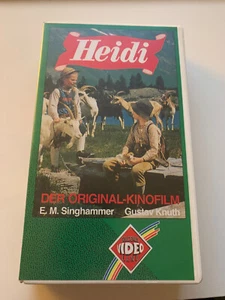 Heidi
DER ORIGINAL-KINOFILM
E. M. Singhammer Gustav Knuth
VIDEO